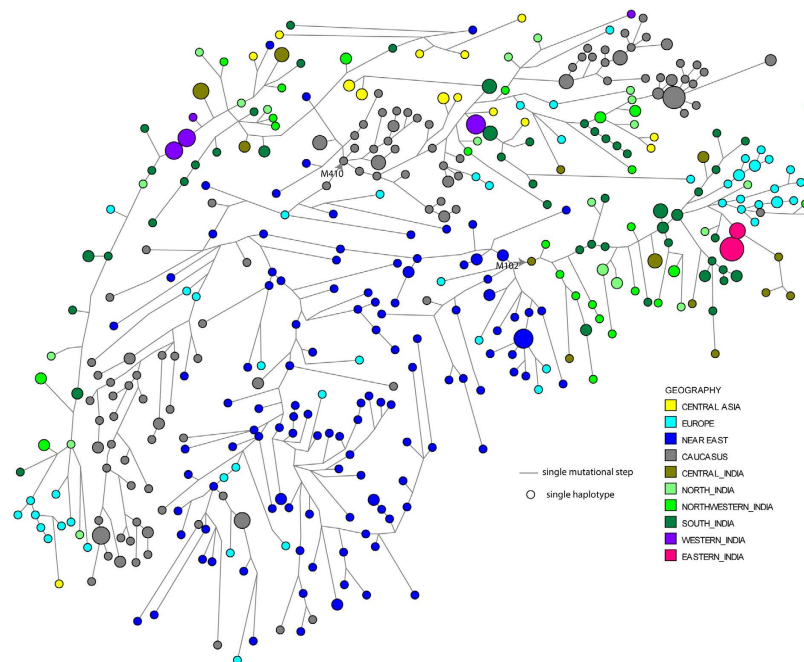 M410
M102
GEOGRAPHY
CENTRAL ASIA
EUROPE
NEAR EAST
CAUCASUS
CENTRAL_INDIA
NORTH_INDIA
NORTHWESTERN_INDIA
SOUTH_INDIA
WESTERN_INDIA
EASTERN_INDIA
single mutational step
single haplotype